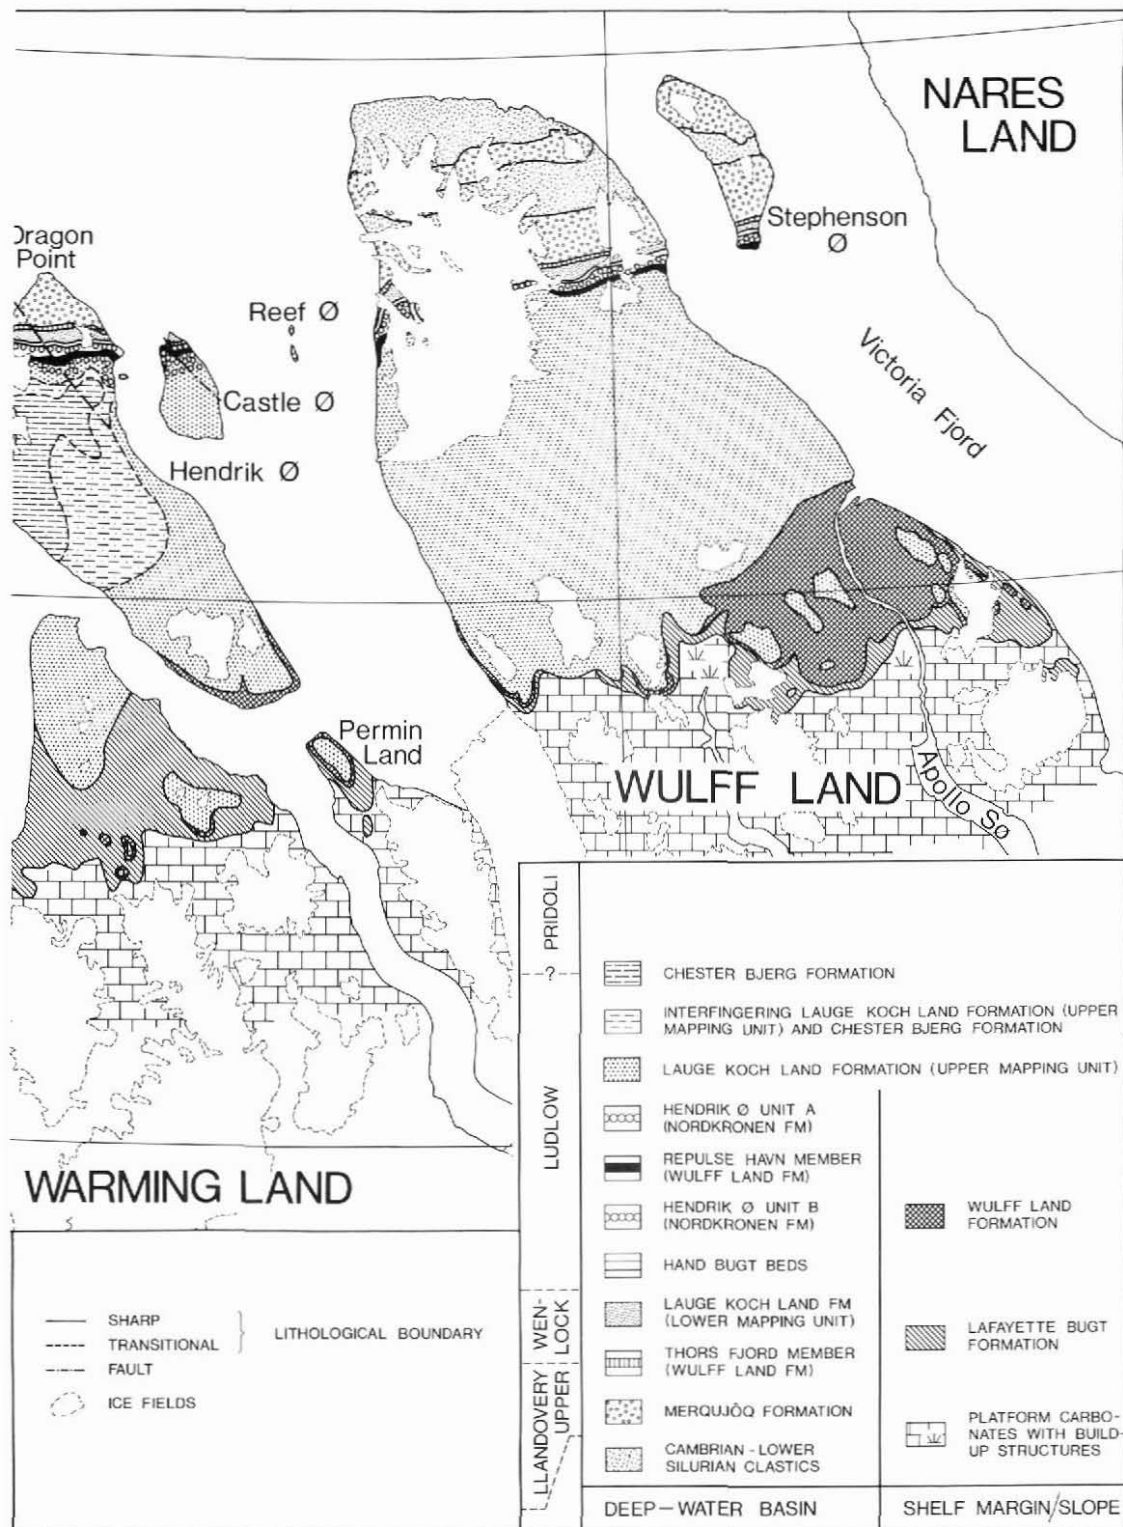 NARES
LAND
Stephenson
Ø
Dragon
Point
Reef Ø
Castle Ø
Hendrik Ø
Victoria Fjord
Permin
Land
WULFF LAND
Apollo Sø
WARMING LAND
SHARP
TRANSITIONAL
LITHOLOGICAL BOUNDARY
FAULT
ICE FIELDS
PRIDOLI
?
LUDLOW
WEN-
LOCK
LLANDOVERY
UPPER
CHESTER BJERG FORMATION
INTERFINGERING LAUGE KOCH LAND FORMATION (UPPER
MAPPING UNIT) AND CHESTER BJERG FORMATION
LAUGE KOCH LAND FORMATION (UPPER MAPPING UNIT)
HENDRIK Ø UNIT A
(NORDKRONEN FM)
REPULSE HAVN MEMBER
(WULFF LAND FM)
HENDRIK Ø UNIT B
(NORDKRONEN FM)
HAND BUGT BEDS
LAUGE KOCH LAND FM
(LOWER MAPPING UNIT)
THORS FJORD MEMBER
(WULFF LAND FM)
MERQUJÔQ FORMATION
CAMBRIAN - LOWER
SILURIAN CLASTICS
WULFF LAND
FORMATION
LAFAYETTE BUGT
FORMATION
PLATFORM CARBO-
NATES WITH BUILD-
UP STRUCTURES
DEEP-WATER BASIN
SHELF MARGIN/SLOPE